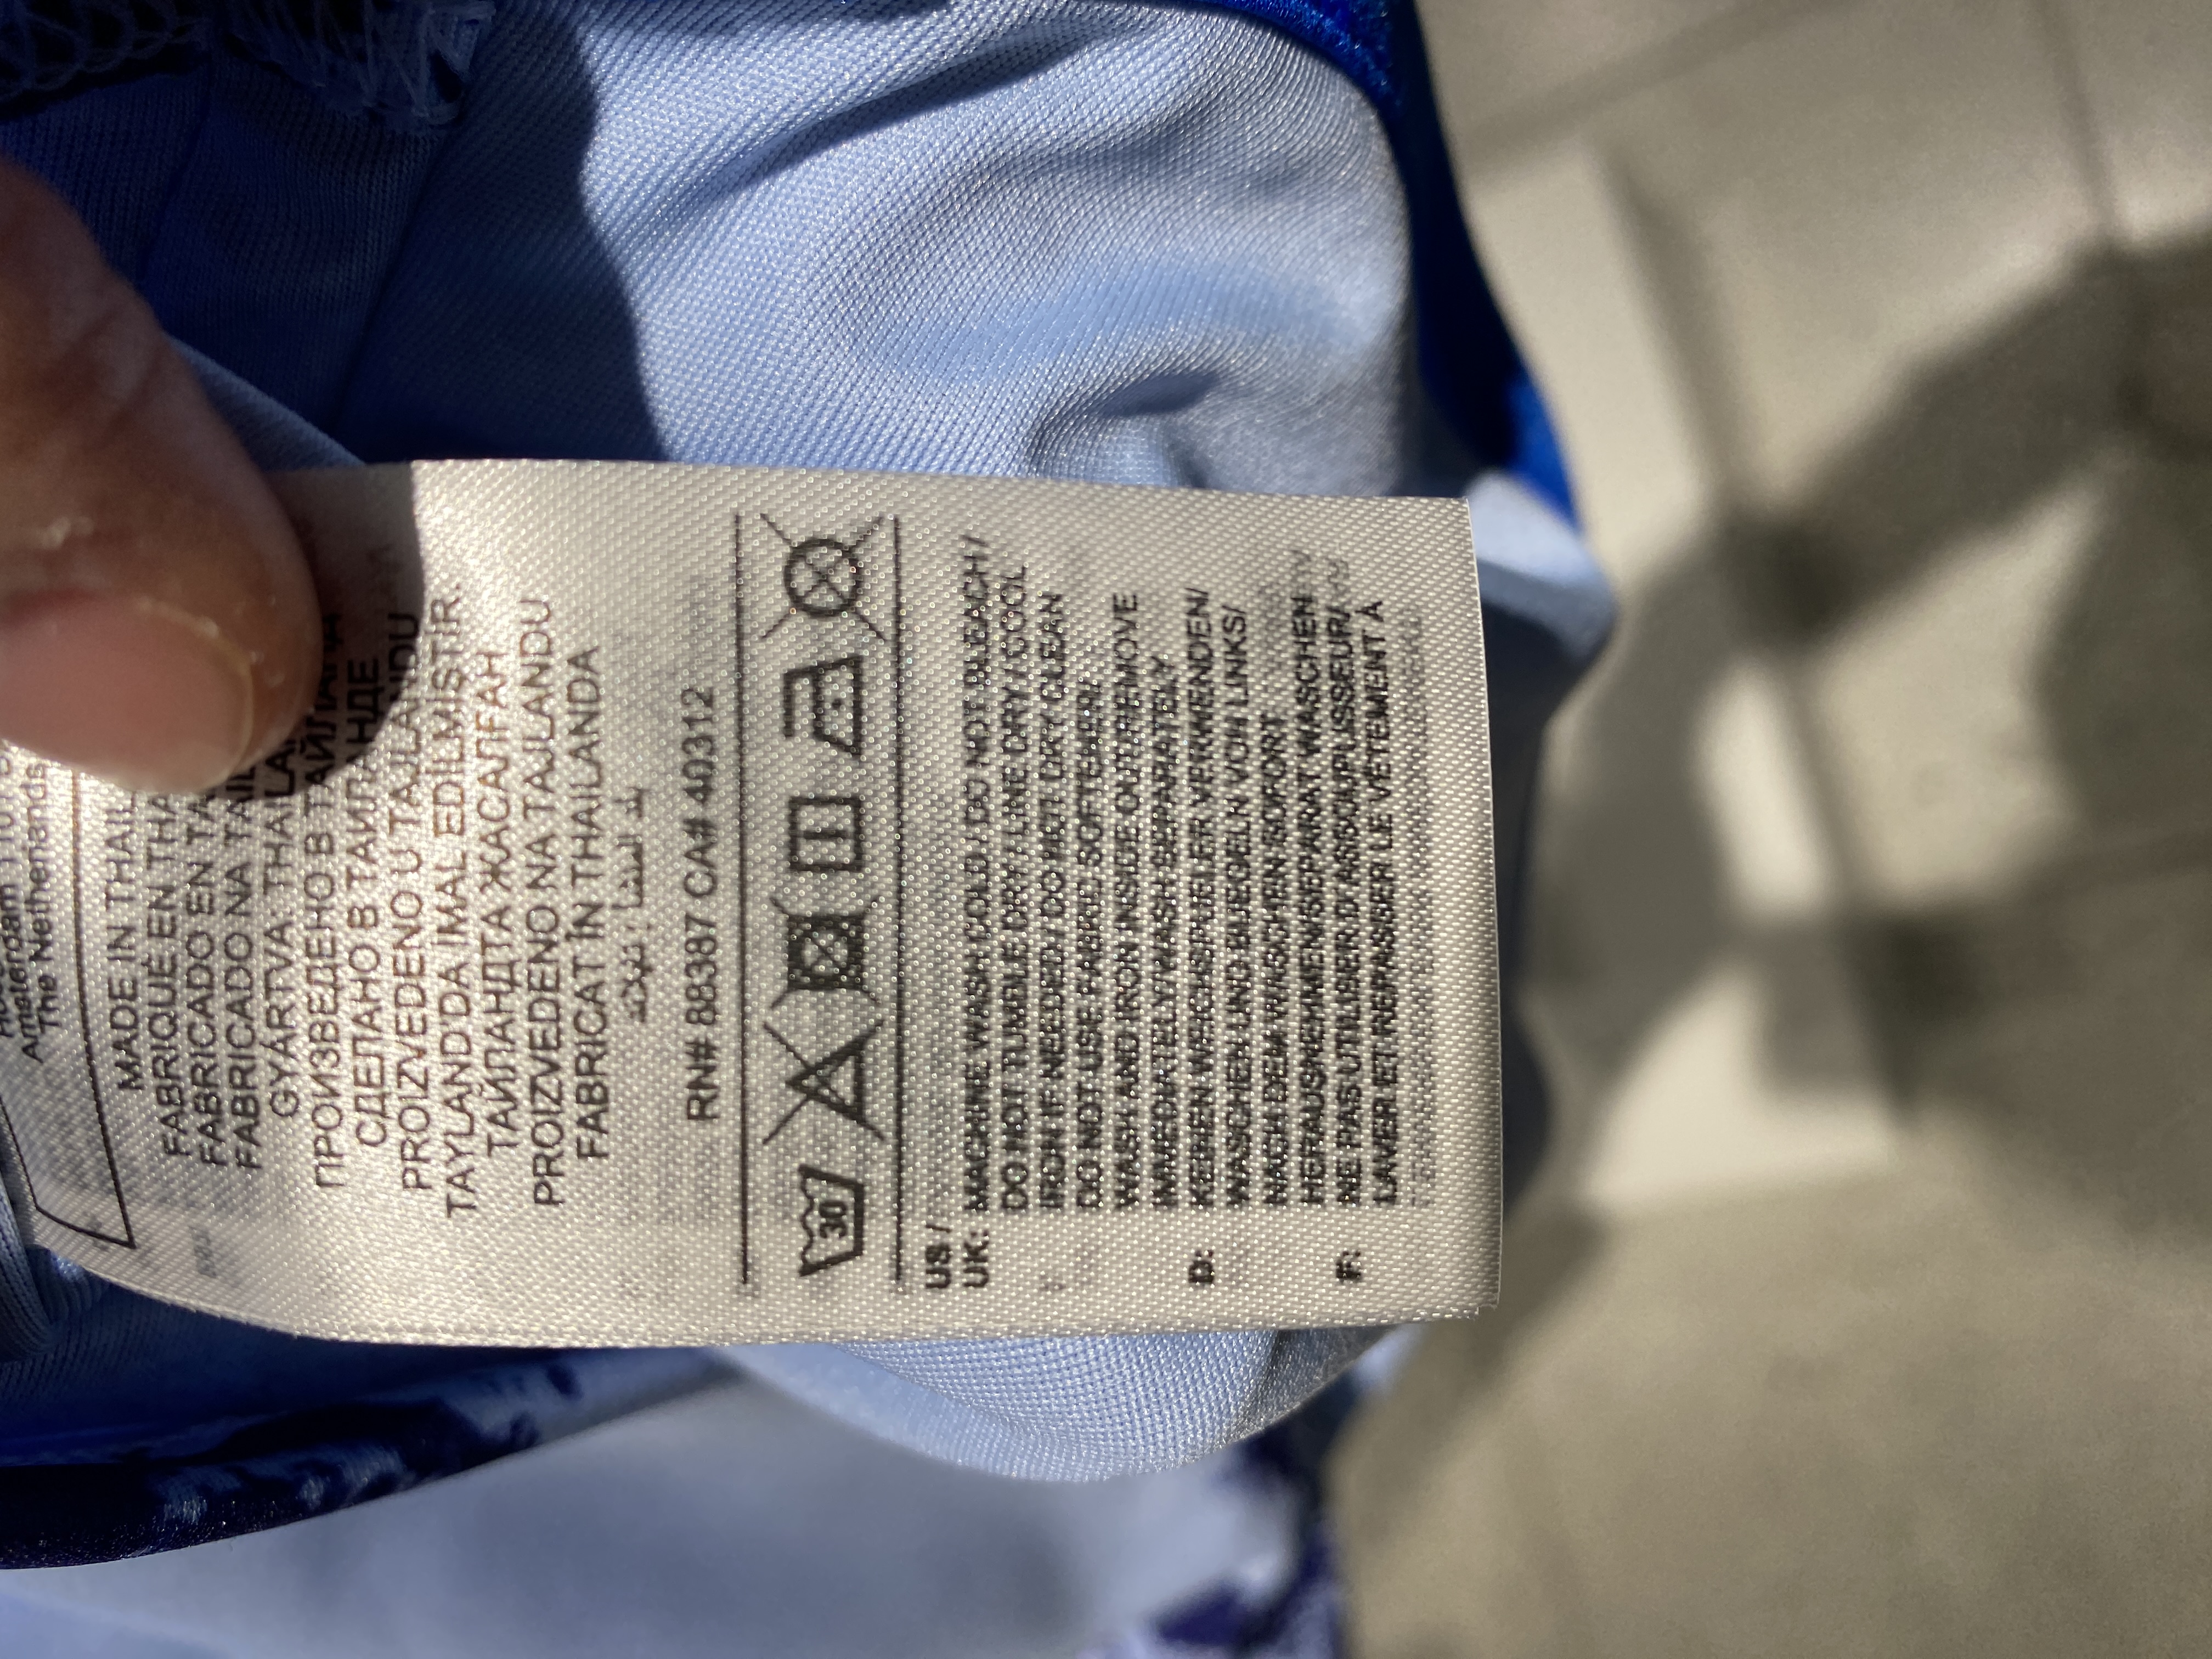 Amsterdam 1101
The Netherlands
MADE IN THAIL
FABRIQUÉ EN THA
FABRICADO EN TA
FABRICADO NA TAIL
GYÁRTVA: THAILA
ПРОИЗВЕДЕНО В ТАЙЛАНД
СДЕЛАНО В ТАИЛАНДЕ
PROIZVEDENO U TAJLANDU
TAYLAND'DA İMAL EDİLMİŞTİR.
ТАЙЛАНДТА ЖАСАЛҒАН
PROIZVEDENO NA TAJLANDU
FABRICAT ÎN THAILANDA
بلد المنشأ : تايلاند
RN# 88387 CA# 40312
30
US /
UK: MACHINE WASH COLD / DO NOT BLEACH /
DO NOT TUMBLE DRY / LINE DRY / COOL
IRON IF NEEDED / DO NOT DRY CLEAN
DO NOT USE FABRIC SOFTENER/
WASH AND IRON INSIDE OUT/REMOVE
IMMEDIATELY/WASH SEPARATELY
D: KEINEN WEICHSPUELER VERWENDEN/
WASCHEN UND BUEGELN VON LINKS/
NACH DEM WASCHEN SOFORT
HERAUSNEHMEN/SEPARAT WASCHEN
F: NE PAS UTILISER D'ASSOUPLISSEUR/
LAVER ET REPASSER LE VÊTEMENT À